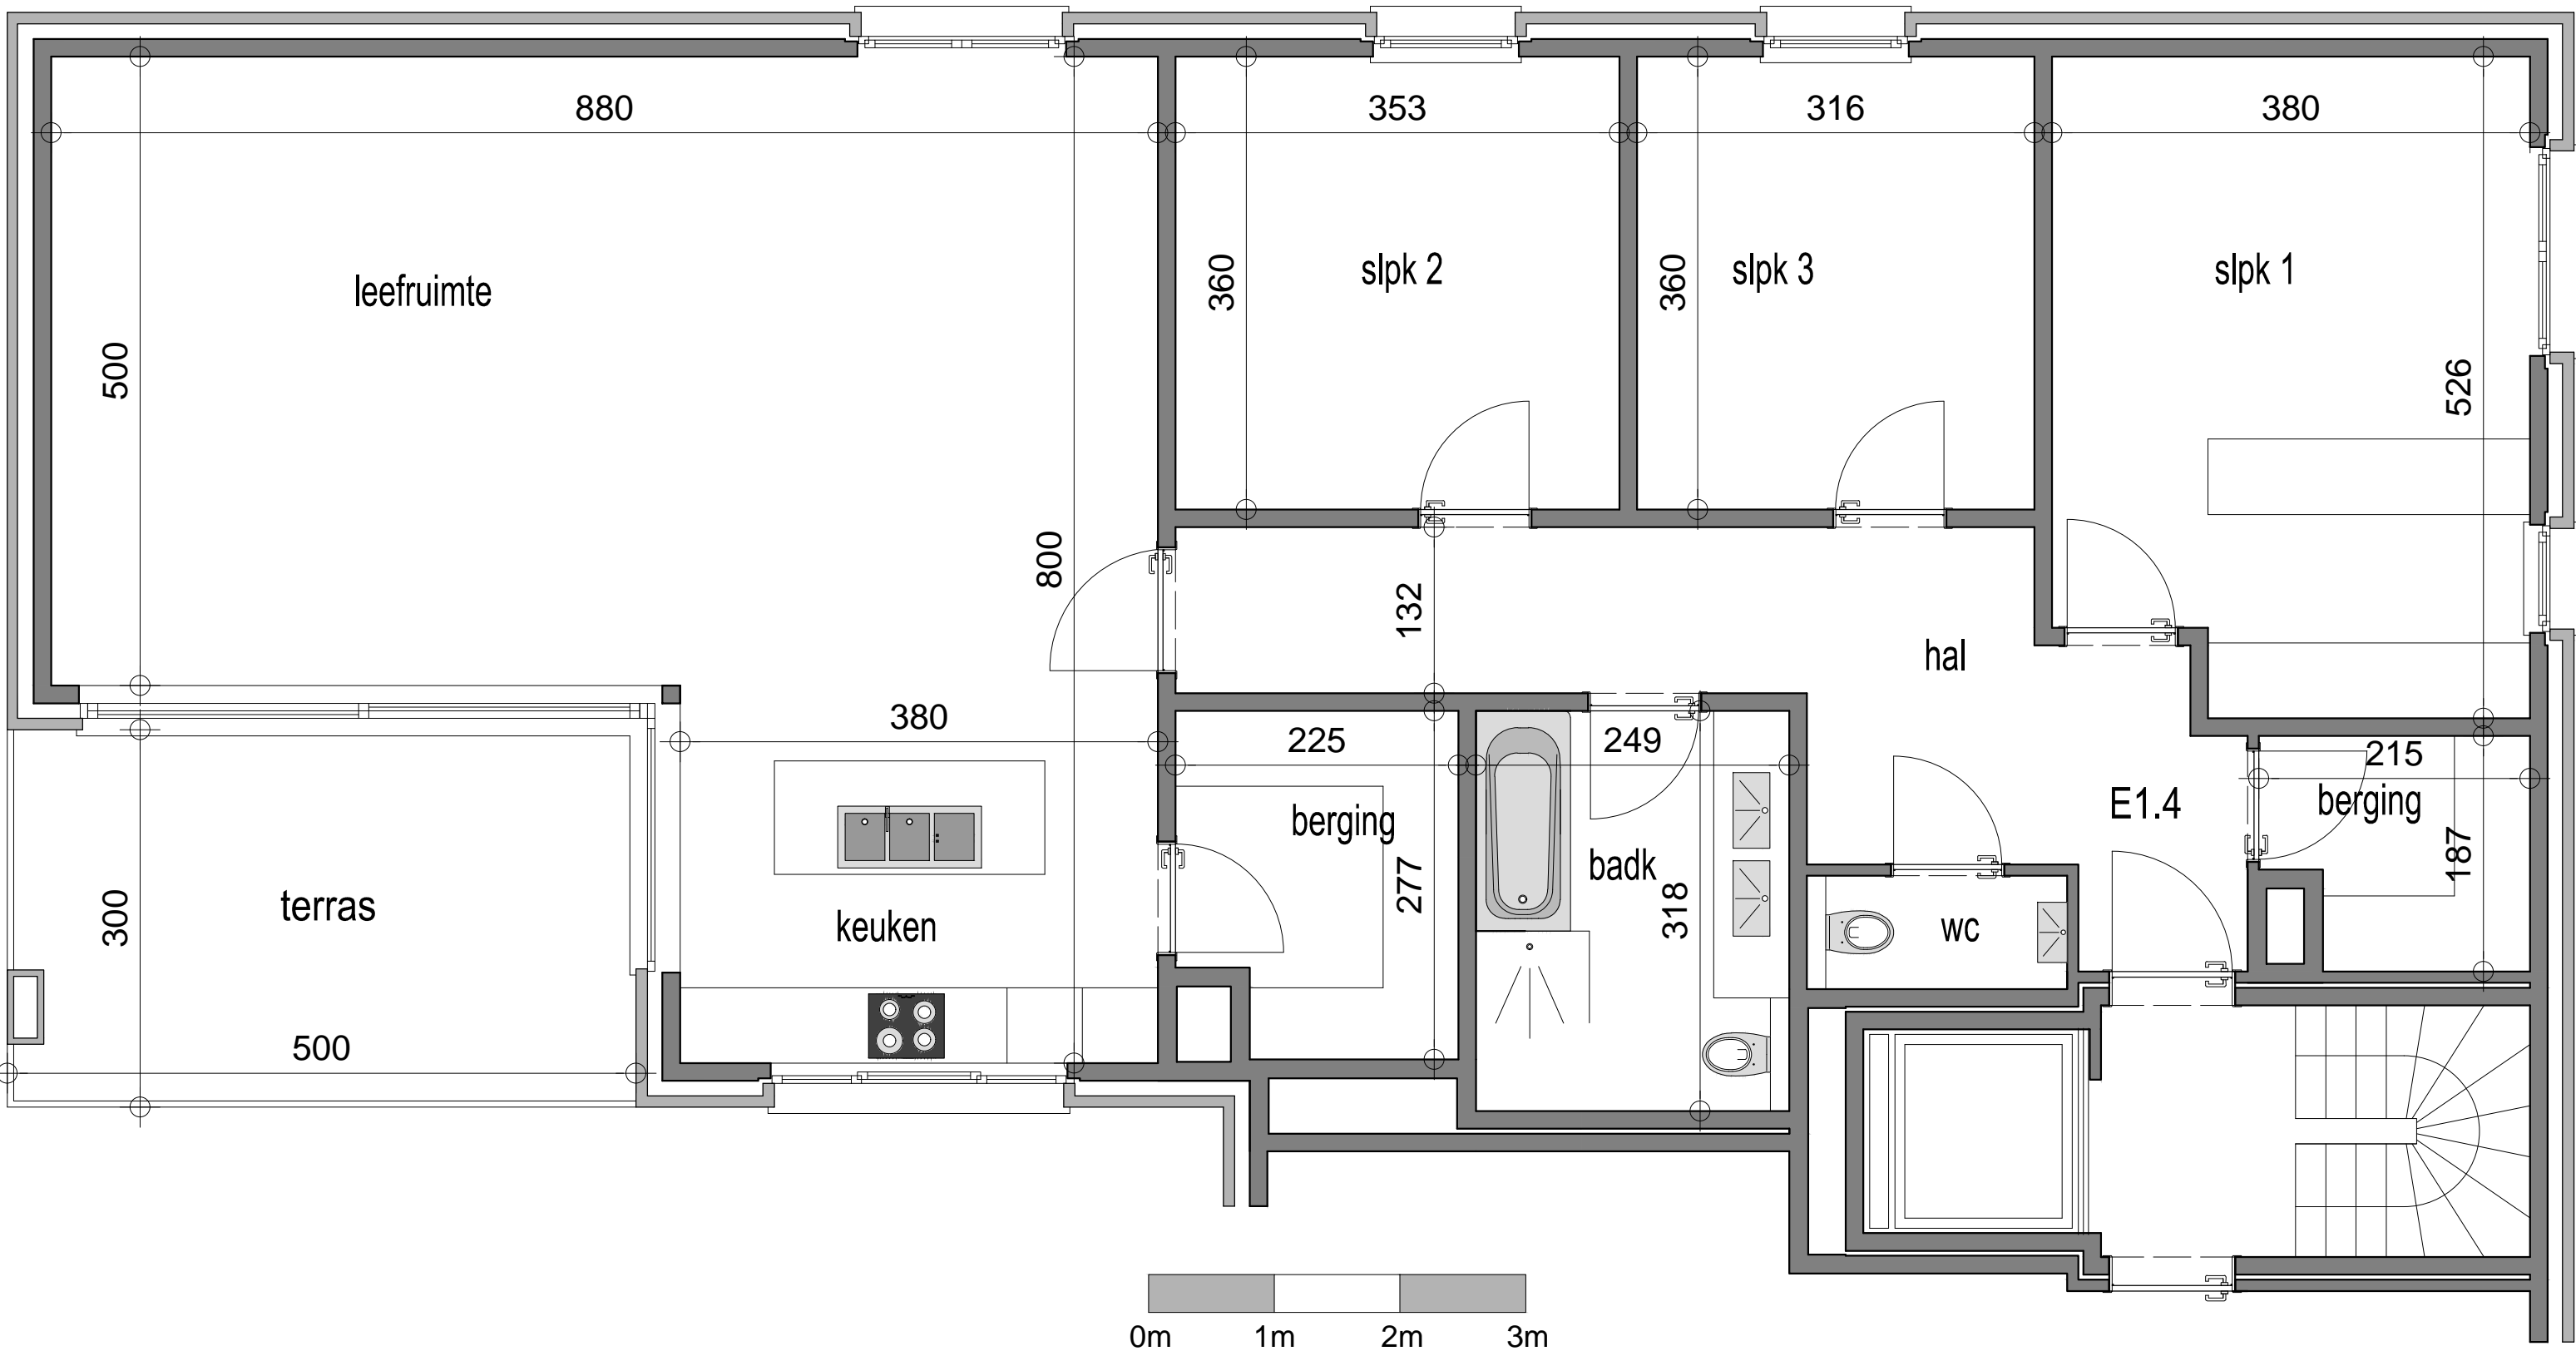 880
353
316
380
leefruimte
slpk 2
slpk 3
slpk 1
500
360
360
526
800
132
hal
380
225
249
215
berging
E1.4
berging
badk
187
277
318
terras
300
keuken
wc
500
0m 1m 2m 3m